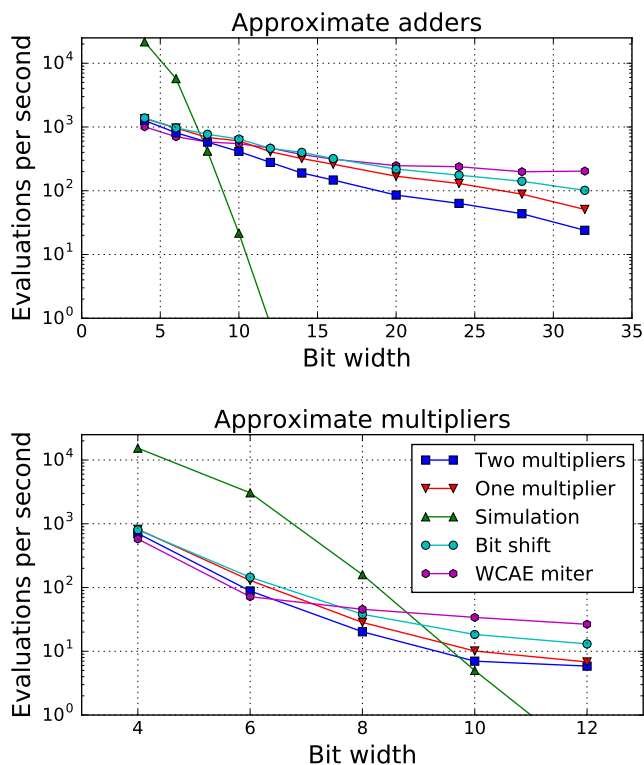 Approximate adders
Evaluations per second
10^4
10^3
10^2
10^1
10^0
0 5 10 15 20 25 30 35
Bit width
Approximate multipliers
Evaluations per second
10^4
10^3
10^2
10^1
10^0
Two multipliers
One multiplier
Simulation
Bit shift
WCAE miter
4 6 8 10 12
Bit width